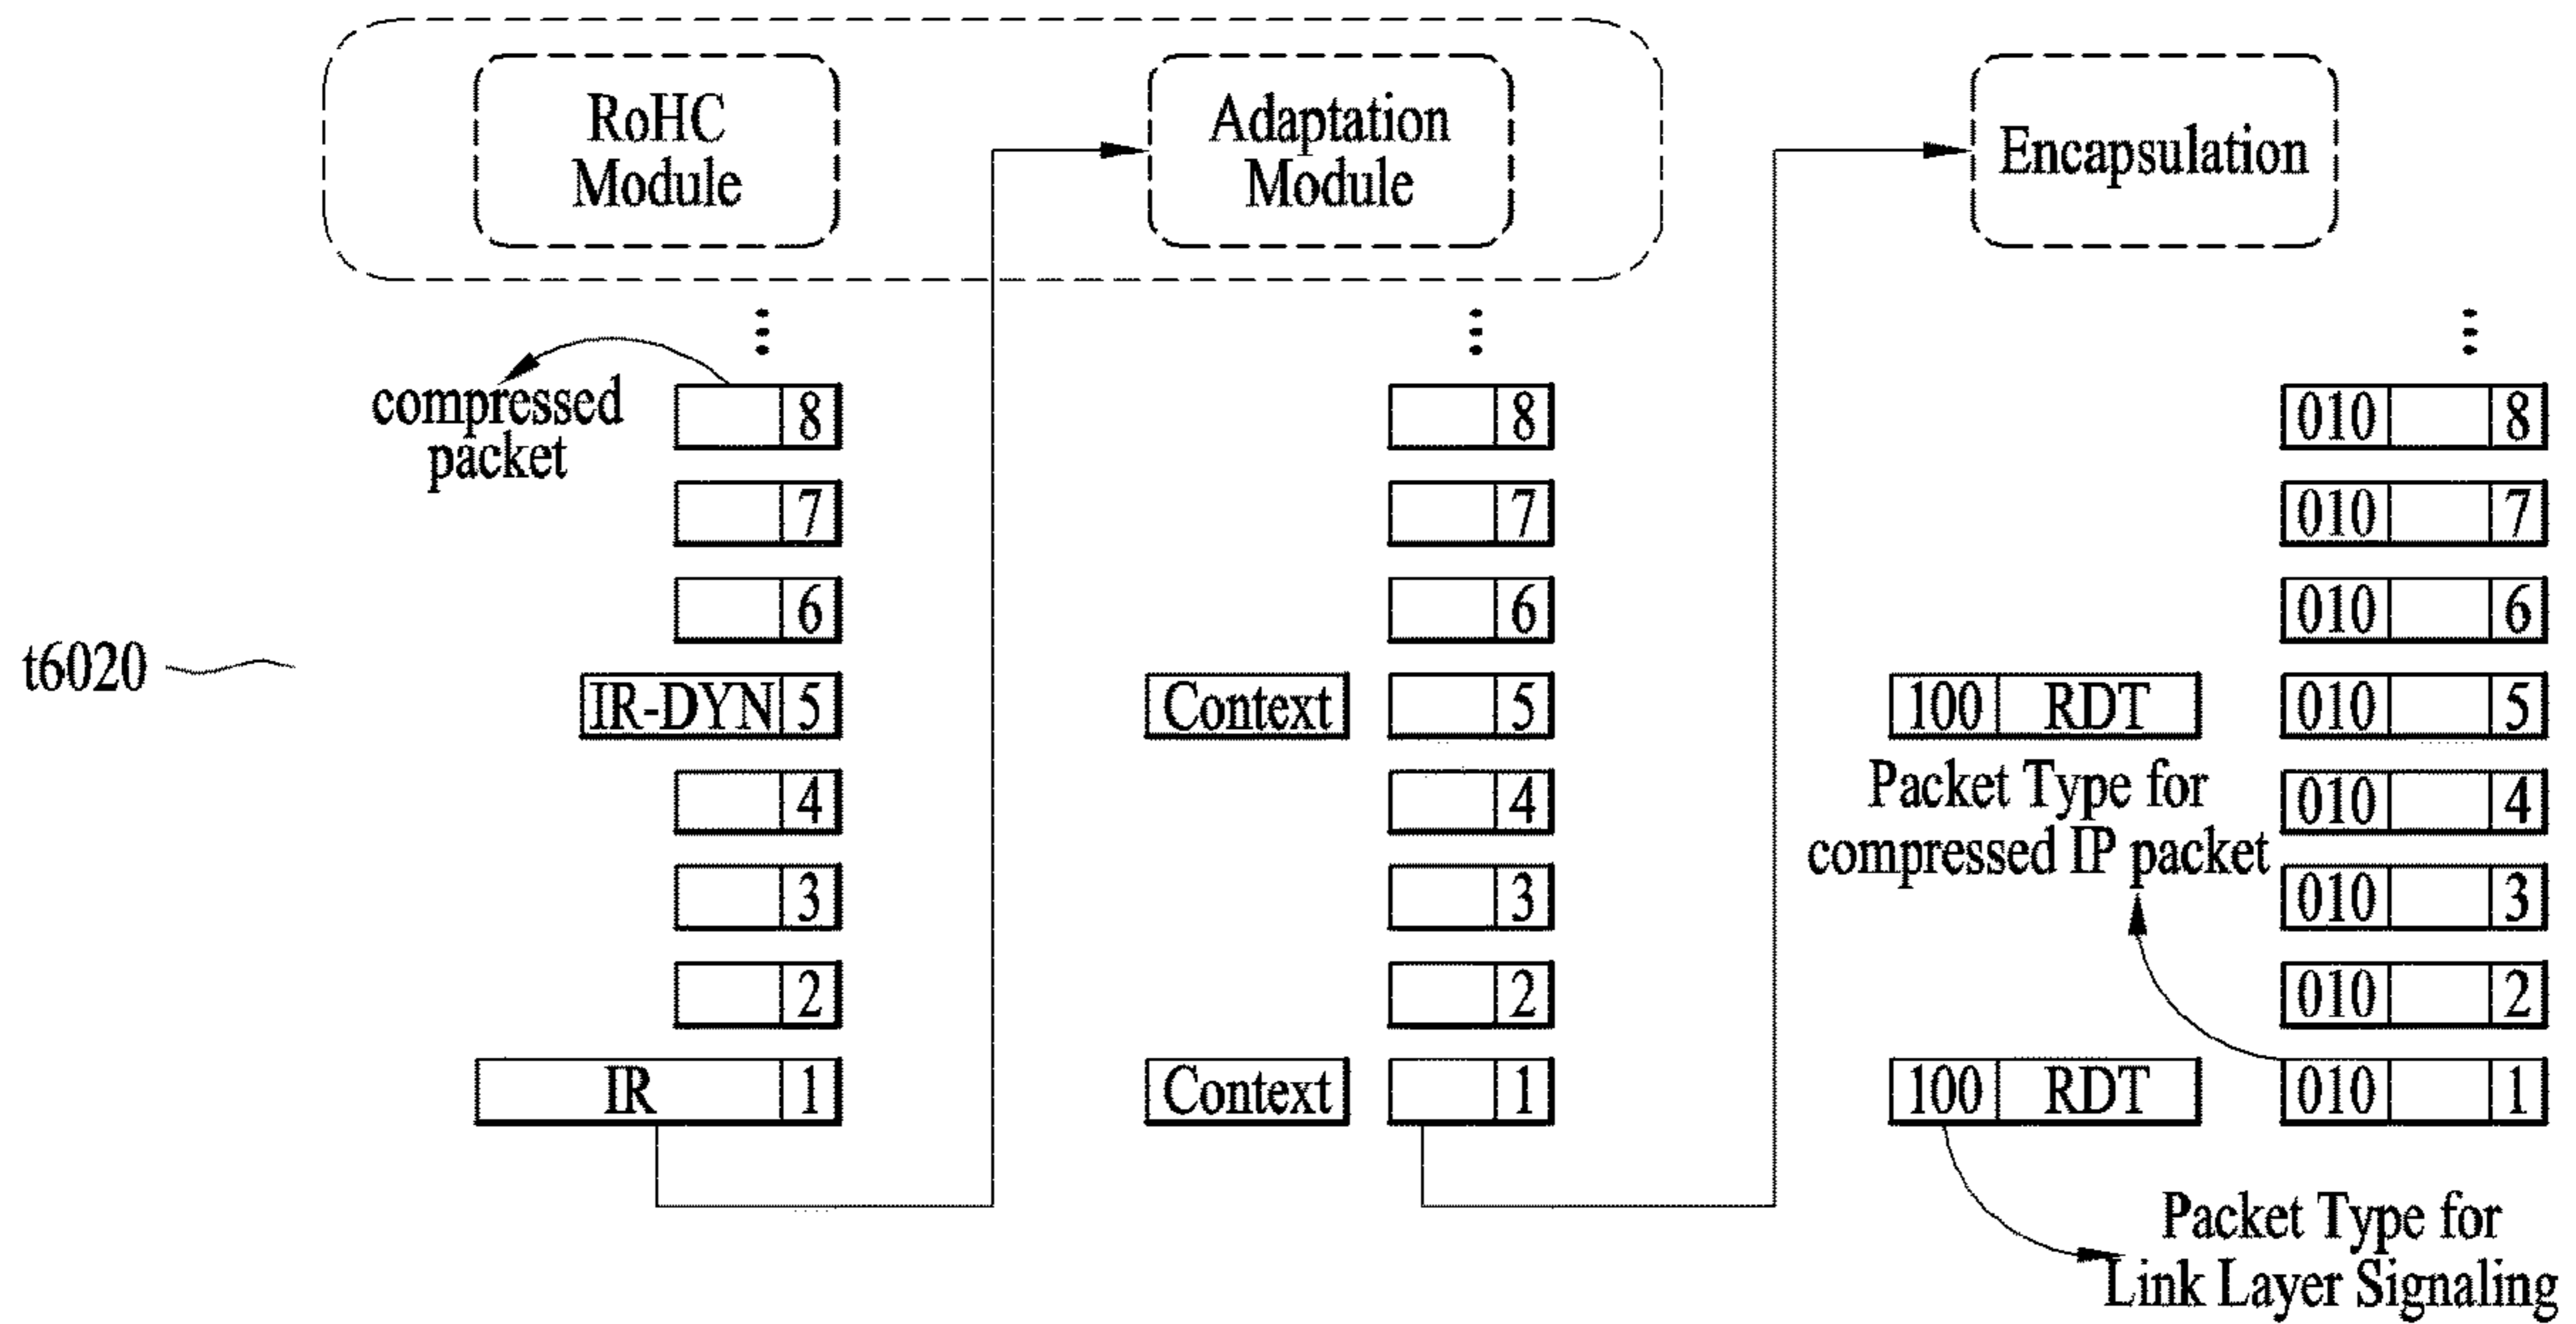 RoHC
Module
Adaptation
Module
Encapsulation
compressed
packet
8
8
010 8
7
7
010 7
6
6
010 6
t6020
IR-DYN 5
Context 5
100 RDT 010 5
4
4
Packet Type for
compressed IP packet
010 4
3
3
010 3
2
2
010 2
IR 1
Context 1
100 RDT 010 1
Packet Type for
Link Layer Signaling